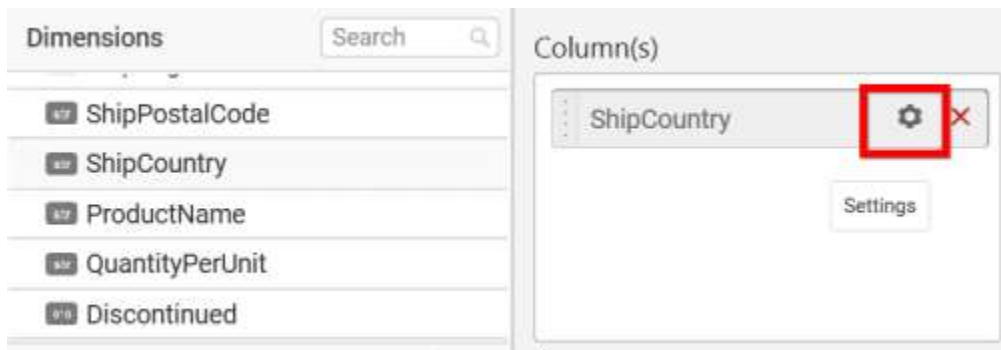 Dimensions
Search
ShipPostalCode
ShipCountry
ProductName
QuantityPerUnit
Discontinued
Column(s)
ShipCountry
Settings